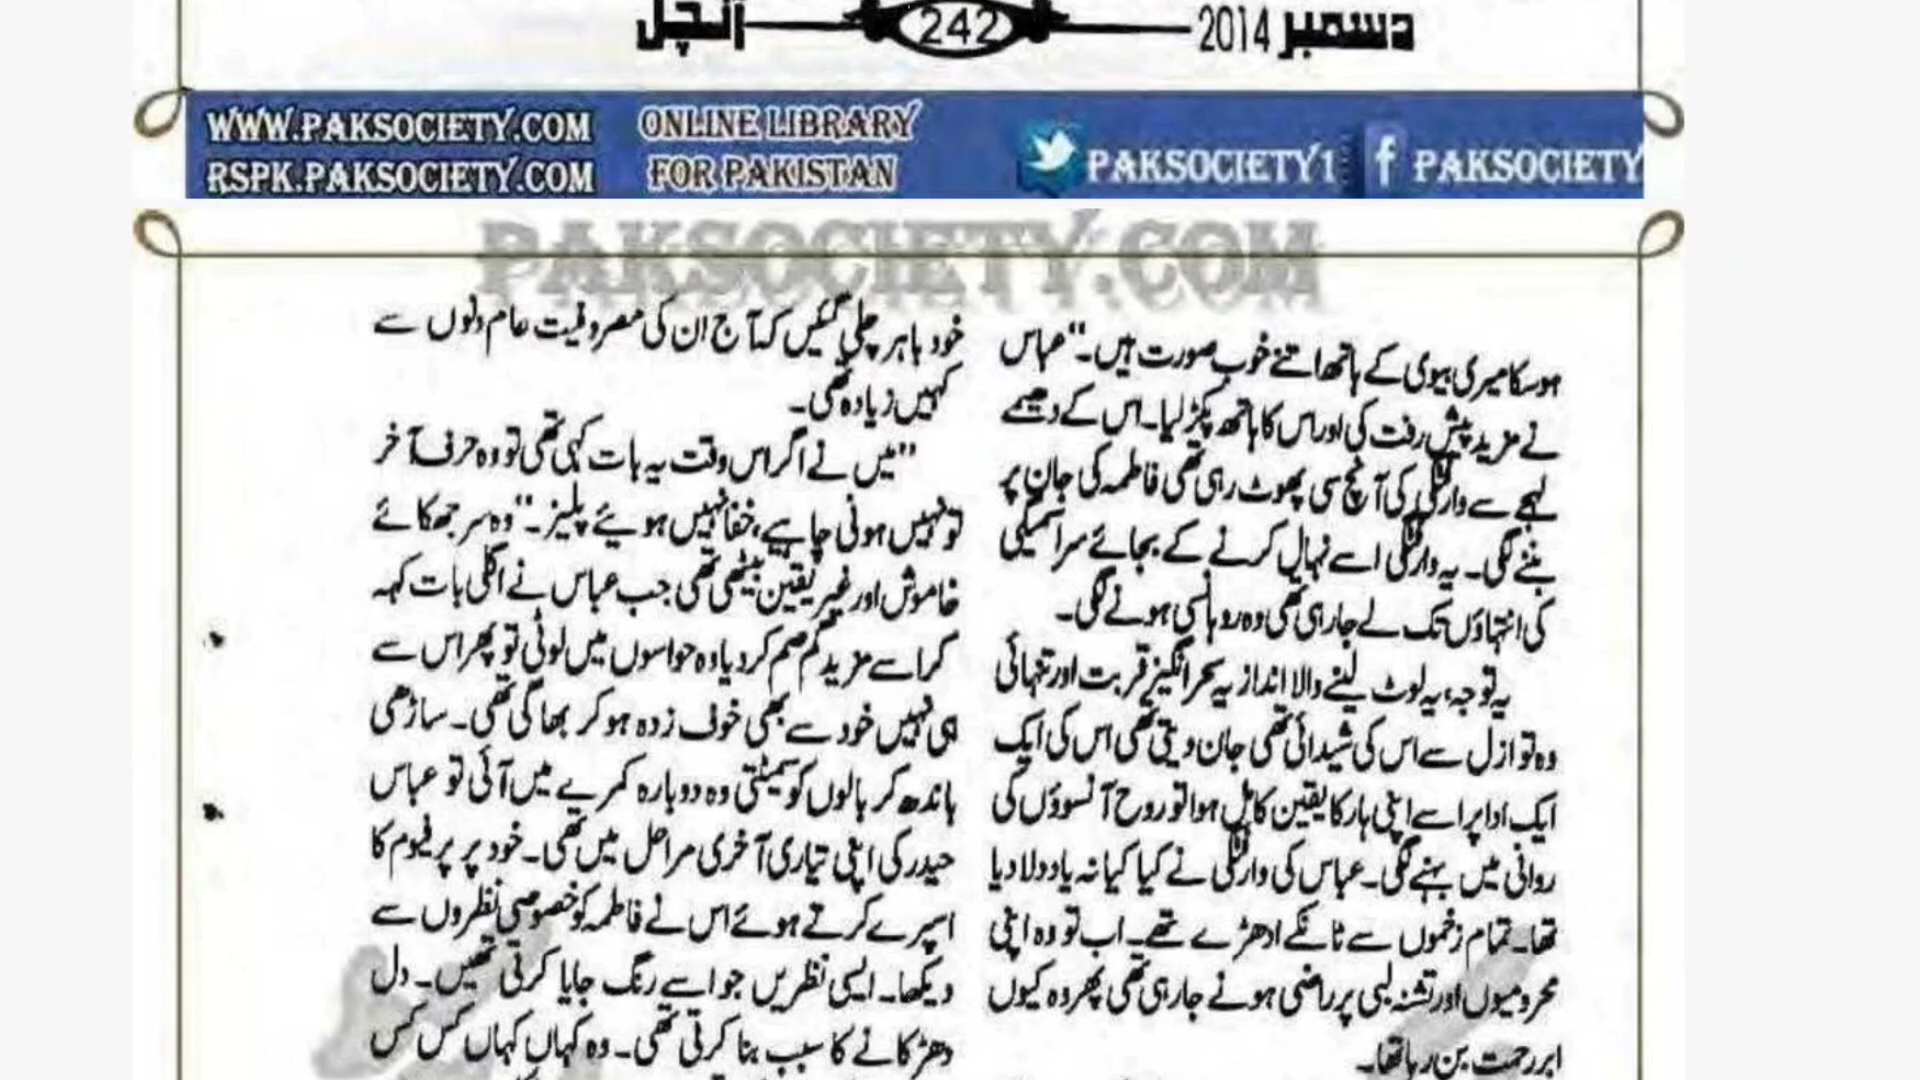 دسمبر 2014 242 آنچل
WWW.PAKSOCIETY.COM
RSPK.PAKSOCIETY.COM
ONLINE LIBRARY
FOR PAKISTAN
PAKSOCIETY1
PAKSOCIETY
PAKSOCIETY.COM
ہوسکا میری بیوی کے ہاتھ اتنے خوب صورت ہیں۔" عباس
نے مزید پیش رفت کی اور اس کا ہاتھ پکڑ لیا۔ اس کے دھیمے
لہجے سے وارفتگی کی آنچ سی پھوٹ رہی تھی فاطمہ کی جان پر
بننے لگی۔ یہ وارفتگی اسے نہال کرنے کے بجائے سراسمیگی
کی انتہاؤں تک لے جارہی تھی وہ روہانسی ہونے لگی۔
یہ توجہ، یہ لوٹ لینے والا انداز یہ سحر انگیز قربت اور تنہائی
وہ تو ازل سے اس کی شیدائی تھی جان دیتی تھی اس کی ایک
ایک ادا پر اسے اپنی ہار کا یقین کامل ہوا تو روح آنسوؤں کی
روانی میں بہنے لگی۔ عباس کی وارفتگی نے کیا کیا نہ یاد دلا دیا
تھا۔ تمام زخموں سے ٹانکے ادھڑے تھے۔ اب تو وہ اپنی
محرومیوں اور تشنہ لبی پر راضی ہونے جارہی تھی پھر وہ کیوں
ابر رحمت بن رہا تھا۔
خود باہر چلی گئیں کہ آج ان کی مصروفیت عام دنوں سے
کہیں زیادہ تھی۔
"میں نے اگر اس وقت یہ بات کہی تھی تو وہ حرف آخر
تو نہیں ہونی چاہیے، خفا نہیں ہویئے پلیز۔" وہ سر جھکائے
خاموش اور غیر یقین بیٹھی تھی جب عباس نے اگلی بات کہہ
کر اسے مزید گم صم کردیا وہ حواسوں میں لوٹی تو پھر اس سے
ہی نہیں خود سے بھی خوف زدہ ہوکر بھاگی تھی۔ ساڑھی
باندھ کر بالوں کو سمیٹتی وہ دوبارہ کمرے میں آئی تو عباس
حیدر کی اپنی تیاری آخری مراحل میں تھی۔ خود پر پرفیوم کا
اسپرے کرتے ہوئے اس نے فاطمہ کو خصوصی نظروں سے
دیکھا۔ ایسی نظریں جو اسے رنگ جایا کرتی تھیں۔ دل
دھڑکانے کا سبب بنا کرتی تھی۔ وہ کہاں کہاں کس کس